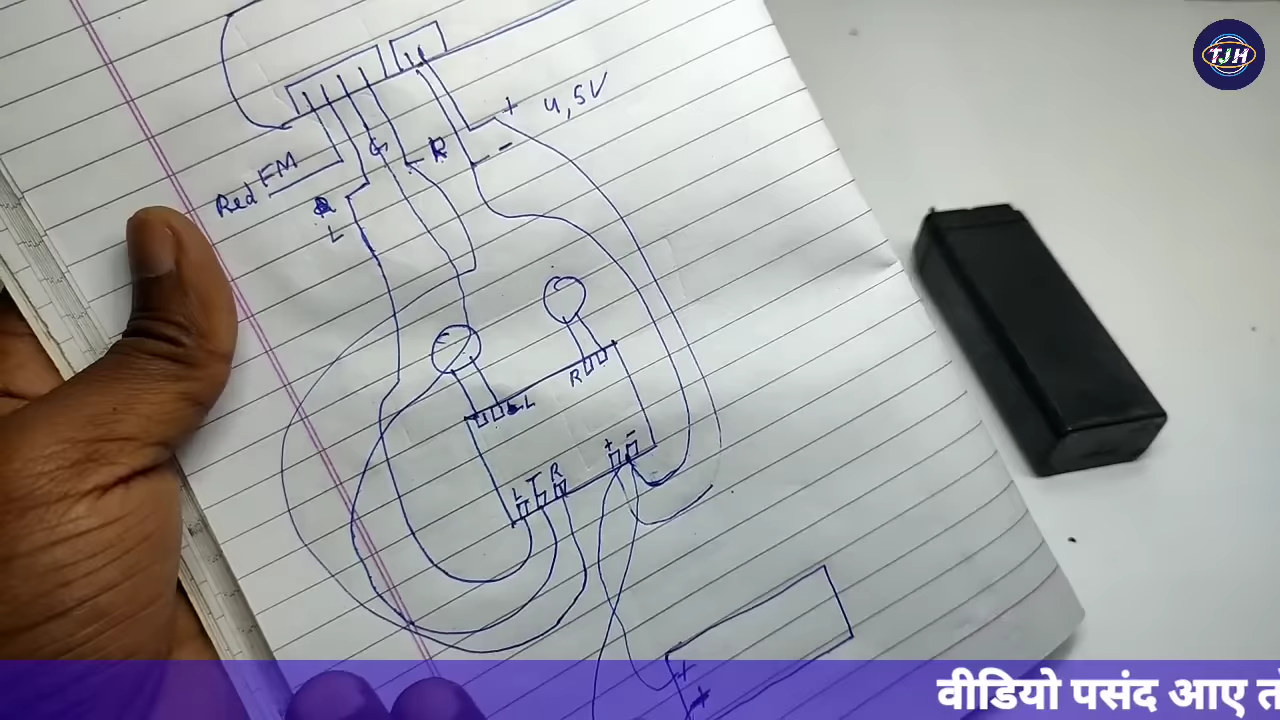 TJH
+ 4,5V
-
G
R
Red FM
R
L
R
L
+ -
L T R
+
+
वीडियो पसंद आए तो